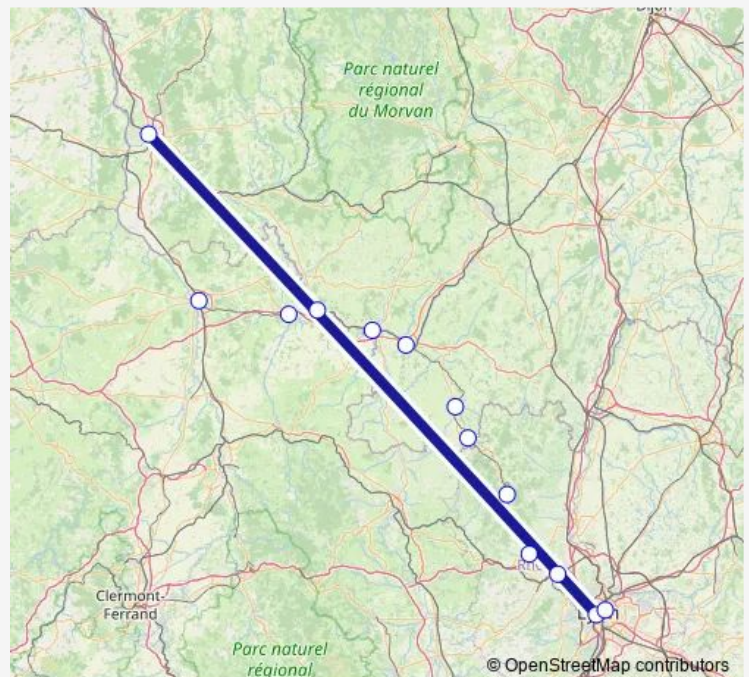 Dijon
Parc naturel
régional
du Morvan
Clermont-
Ferrand
Parc naturel
régional
© OpenStreetMap contributors